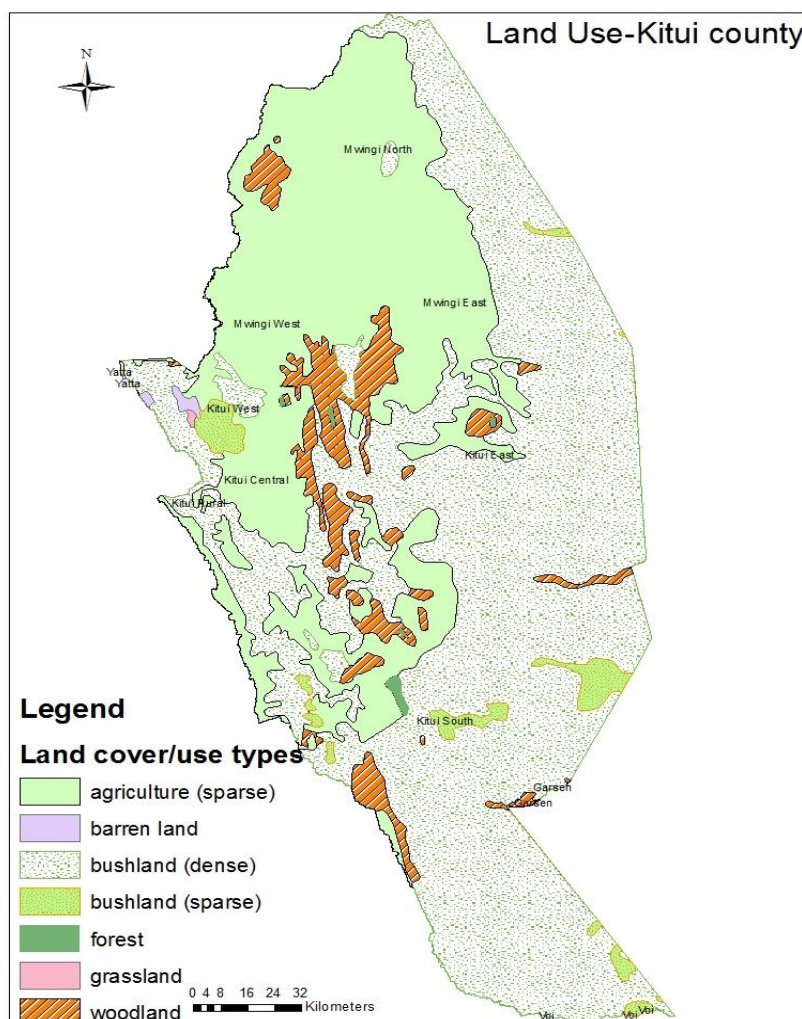 Land Use-Kitui county
N
Mwingi North
Mwingi East
Mwingi West
Yatta
Yatta
Kitui West
Kitui East
Kitui Central
Kitui Rural
Kitui South
Garsen
Garsen
Voi
Voi
Voi
Legend
Land cover/use types
agriculture (sparse)
barren land
bushland (dense)
bushland (sparse)
forest
grassland
woodland
0 4 8 16 24 32
Kilometers